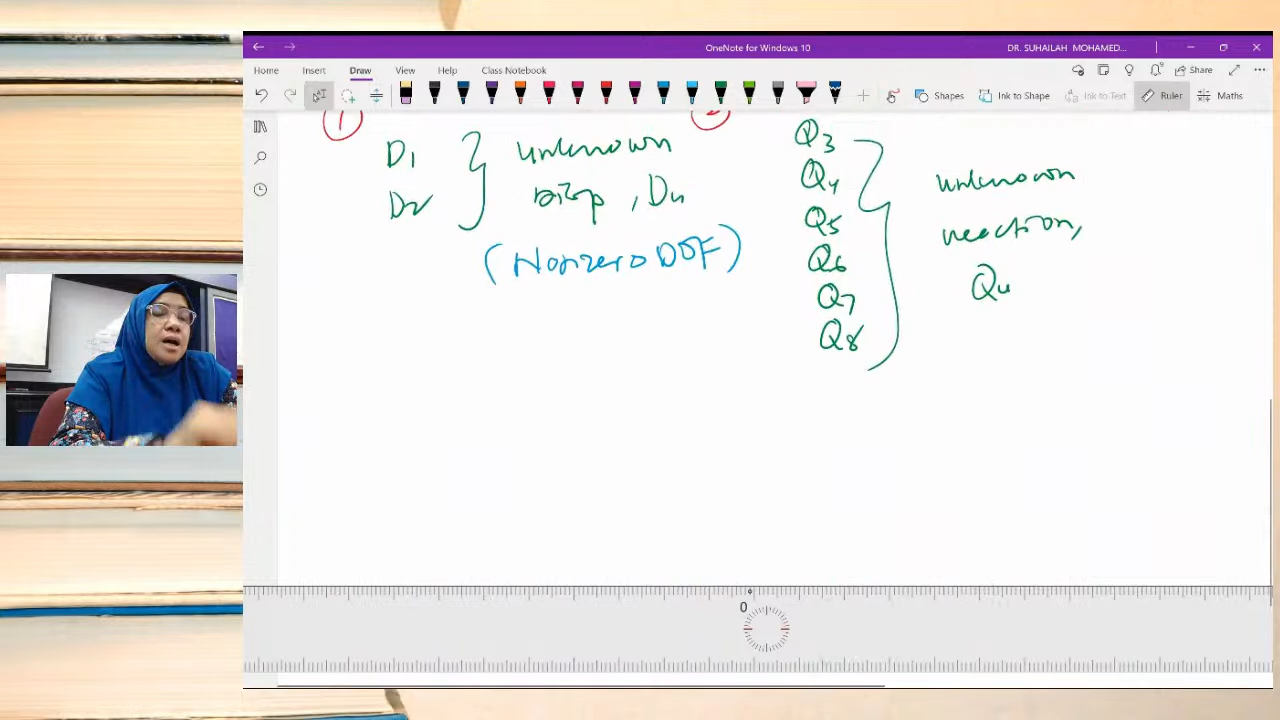 OneNote for Windows 10
DR. SUHAILAH MOHAMED...
Home Insert Draw View Help Class Notebook
Share
Shapes Ink to Shape Ink to Text Ruler Maths
1
2
D1
D2
unknown
disp, Du
(Nonzero DOF)
Q3
Q4
Q5
Q6
Q7
Q8
unknown
reaction,
Qu
0